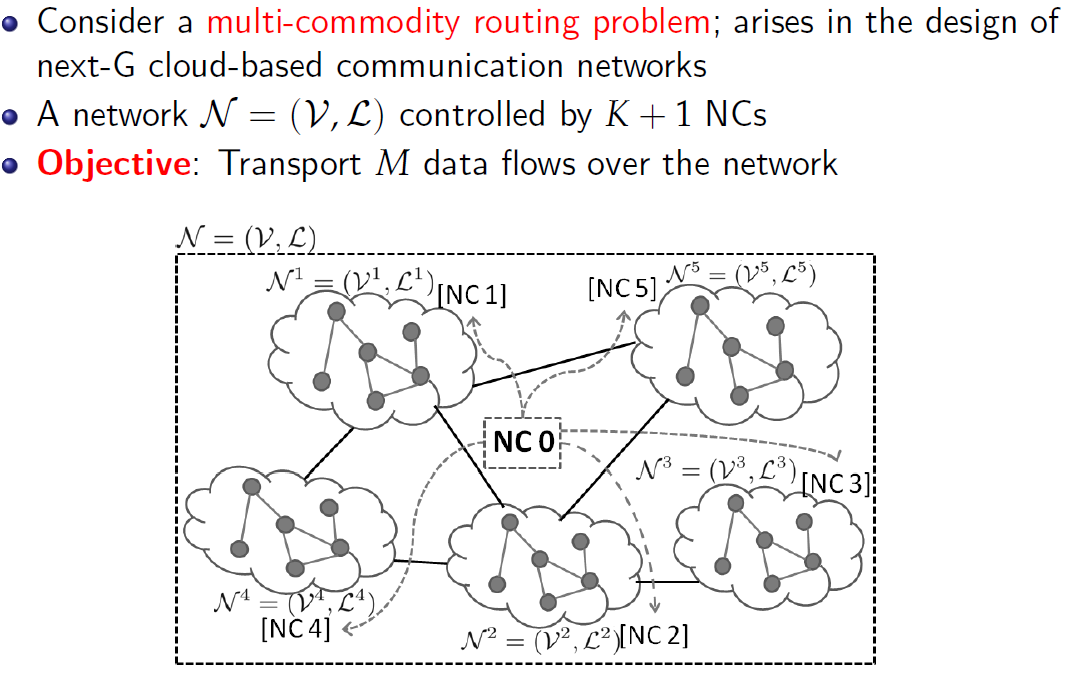 Consider a multi-commodity routing problem; arises in the design of
next-G cloud-based communication networks
A network 𝒩 = (𝒱, ℒ) controlled by K + 1 NCs
Objective: Transport M data flows over the network
𝒩 = (𝒱, ℒ)
𝒩¹ = (𝒱¹, ℒ¹)
[NC 1]
[NC 5]
𝒩⁵ = (𝒱⁵, ℒ⁵)
NC 0
𝒩³ = (𝒱³, ℒ³)
[NC 3]
𝒩⁴ = (𝒱⁴, ℒ⁴)
[NC 4]
𝒩² = (𝒱², ℒ²)
[NC 2]